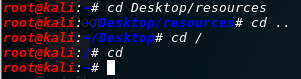 root@kali:~# cd Desktop/resources
root@kali:~/Desktop/resources# cd ..
root@kali:~/Desktop# cd /
root@kali:/# cd
root@kali:~#